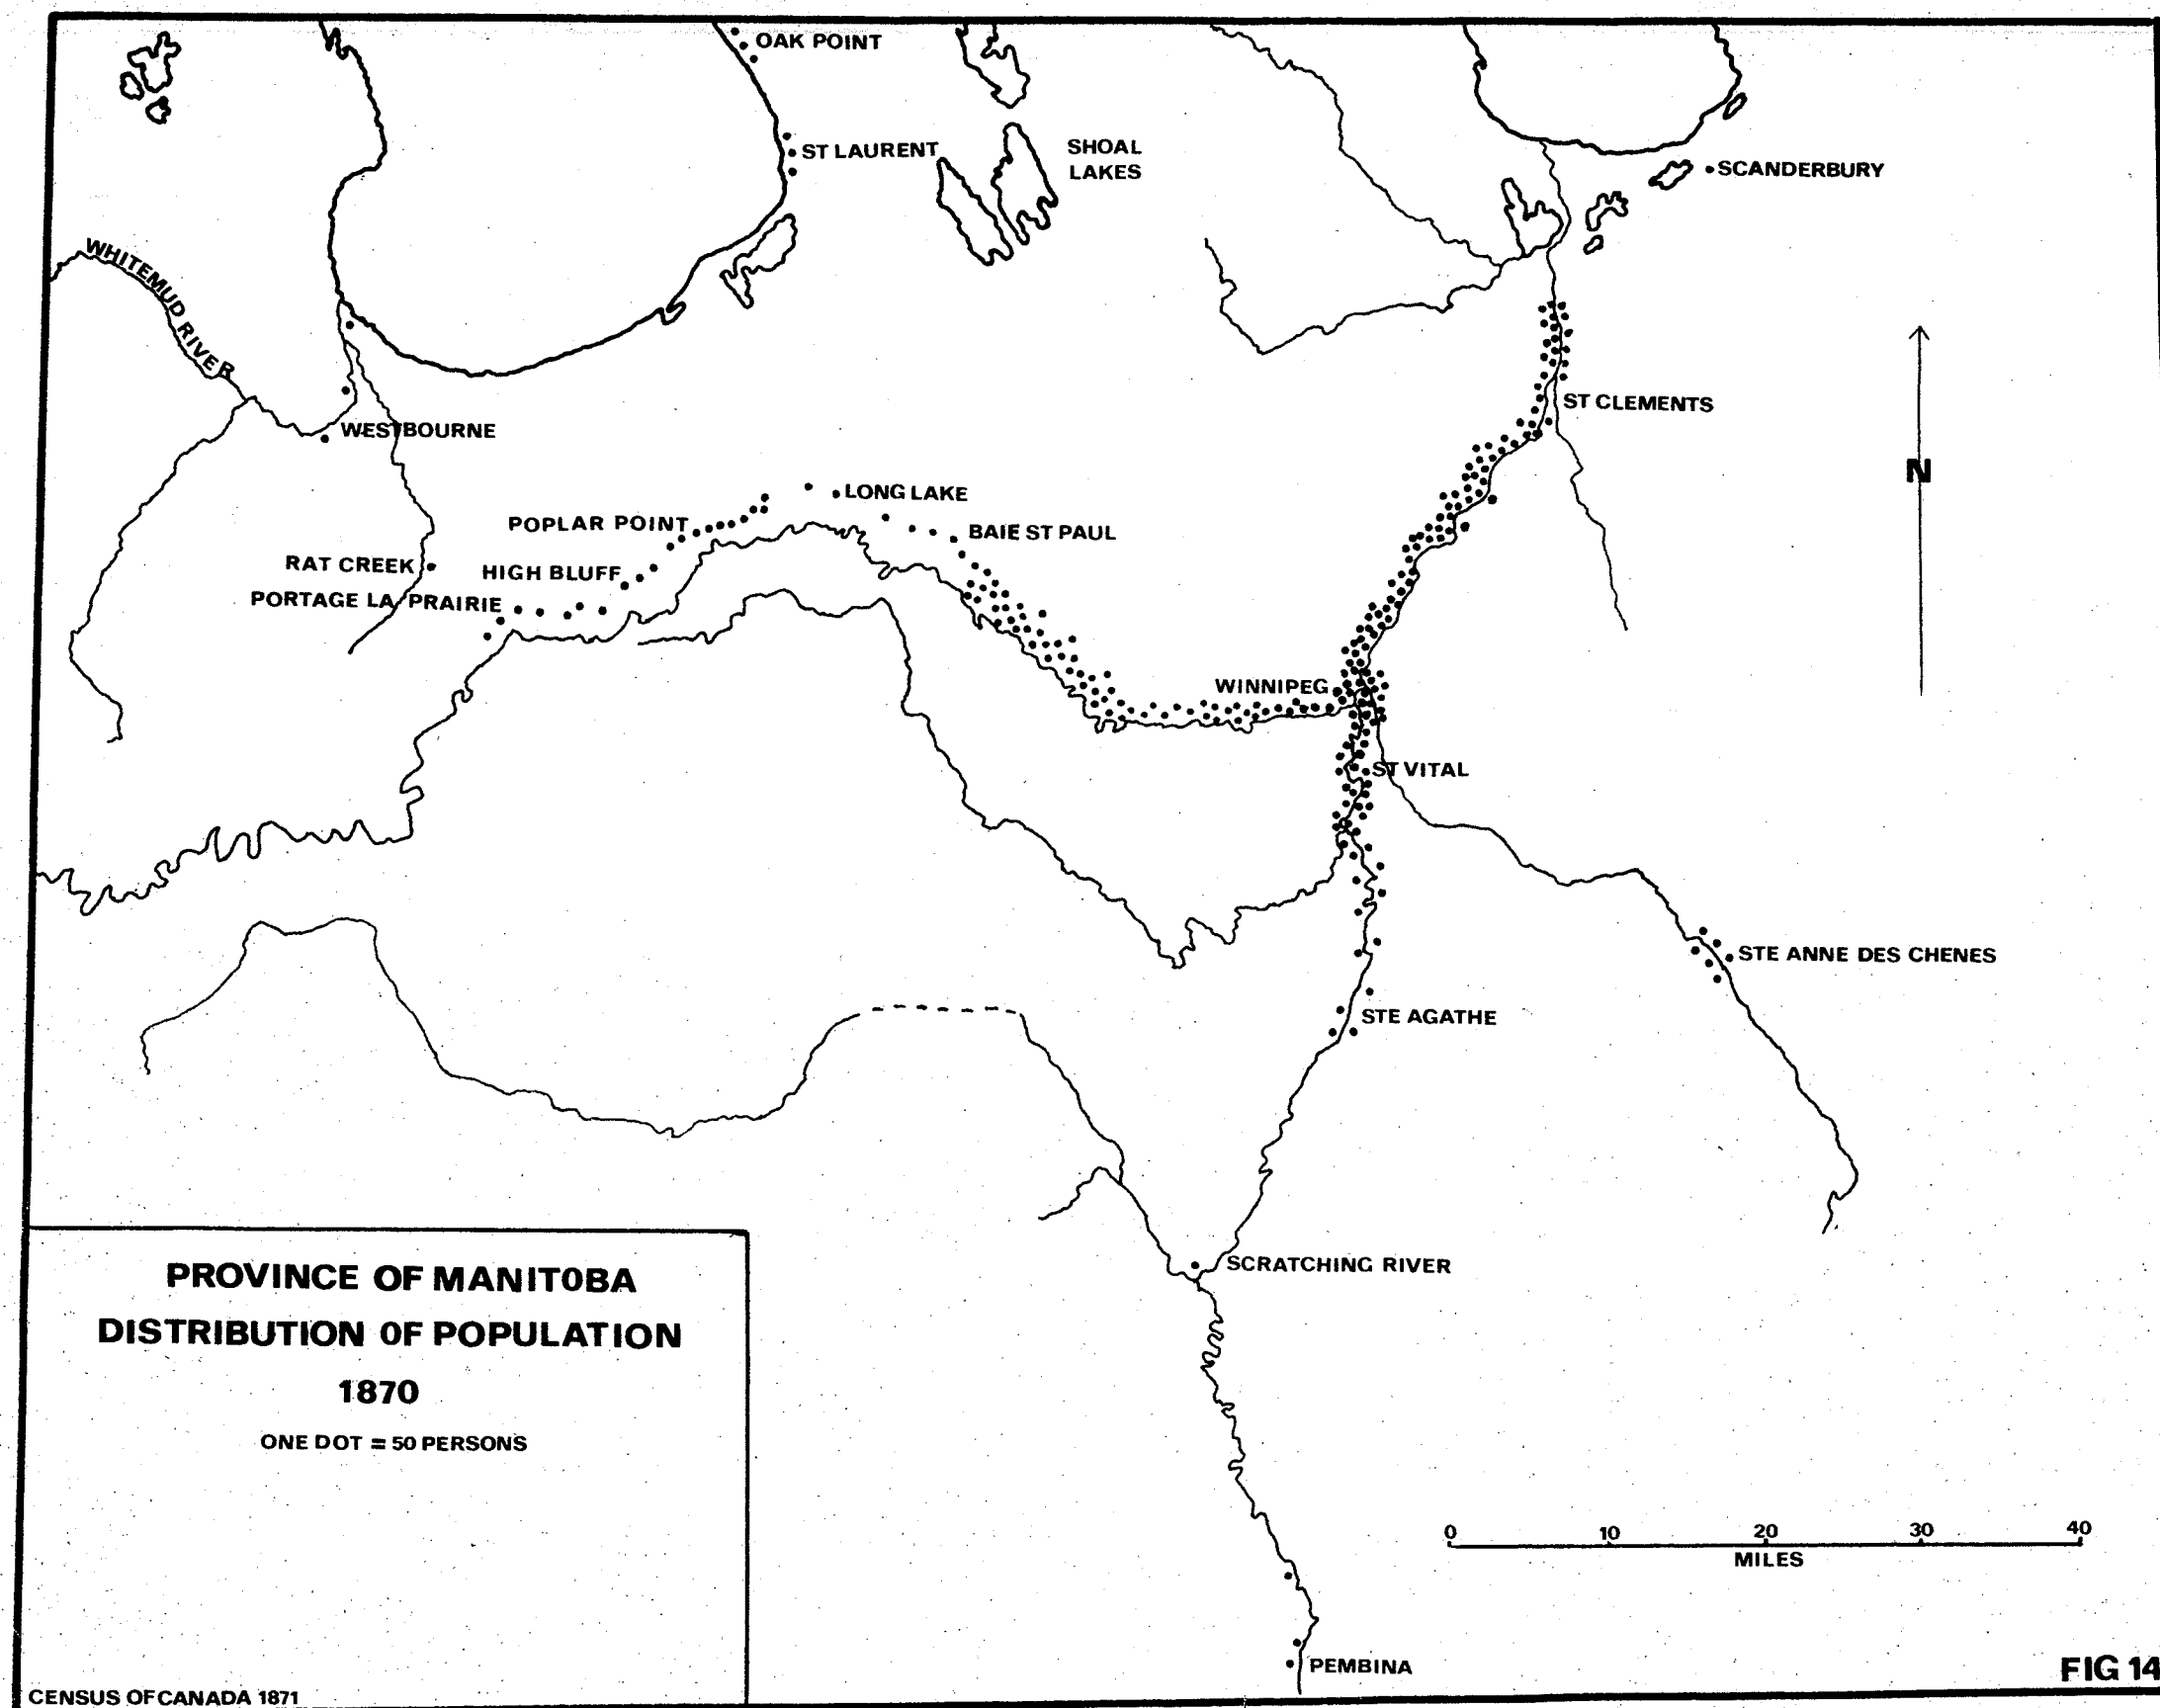 OAK POINT
ST LAURENT
SHOAL
LAKES
SCANDERBURY
WHITEMUD RIVER
ST CLEMENTS
WESTBOURNE
N
LONG LAKE
POPLAR POINT
BAIE ST PAUL
RAT CREEK
HIGH BLUFF
PORTAGE LA PRAIRIE
WINNIPEG
ST VITAL
STE ANNE DES CHENES
STE AGATHE
SCRATCHING RIVER
PROVINCE OF MANITOBA
DISTRIBUTION OF POPULATION
1870
ONE DOT = 50 PERSONS
0 10 20 30 40
MILES
PEMBINA
FIG 14
CENSUS OF CANADA 1871